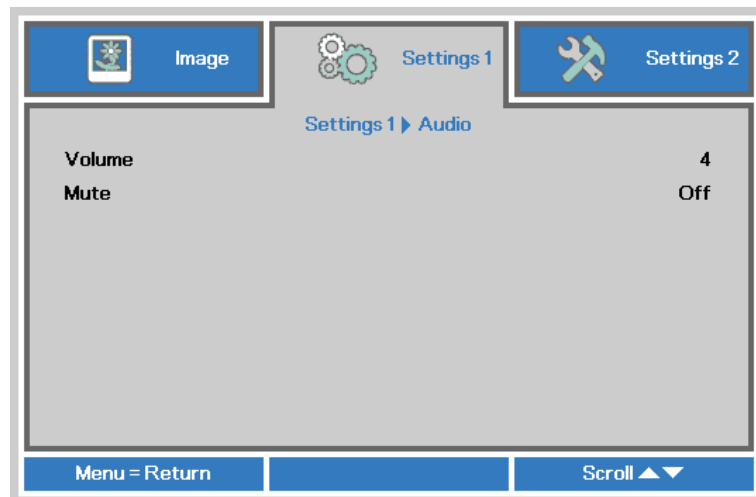 Image
Settings 1
Settings 2
Settings 1 ▶ Audio
Volume 4
Mute Off
Menu = Return
Scroll ▲▼